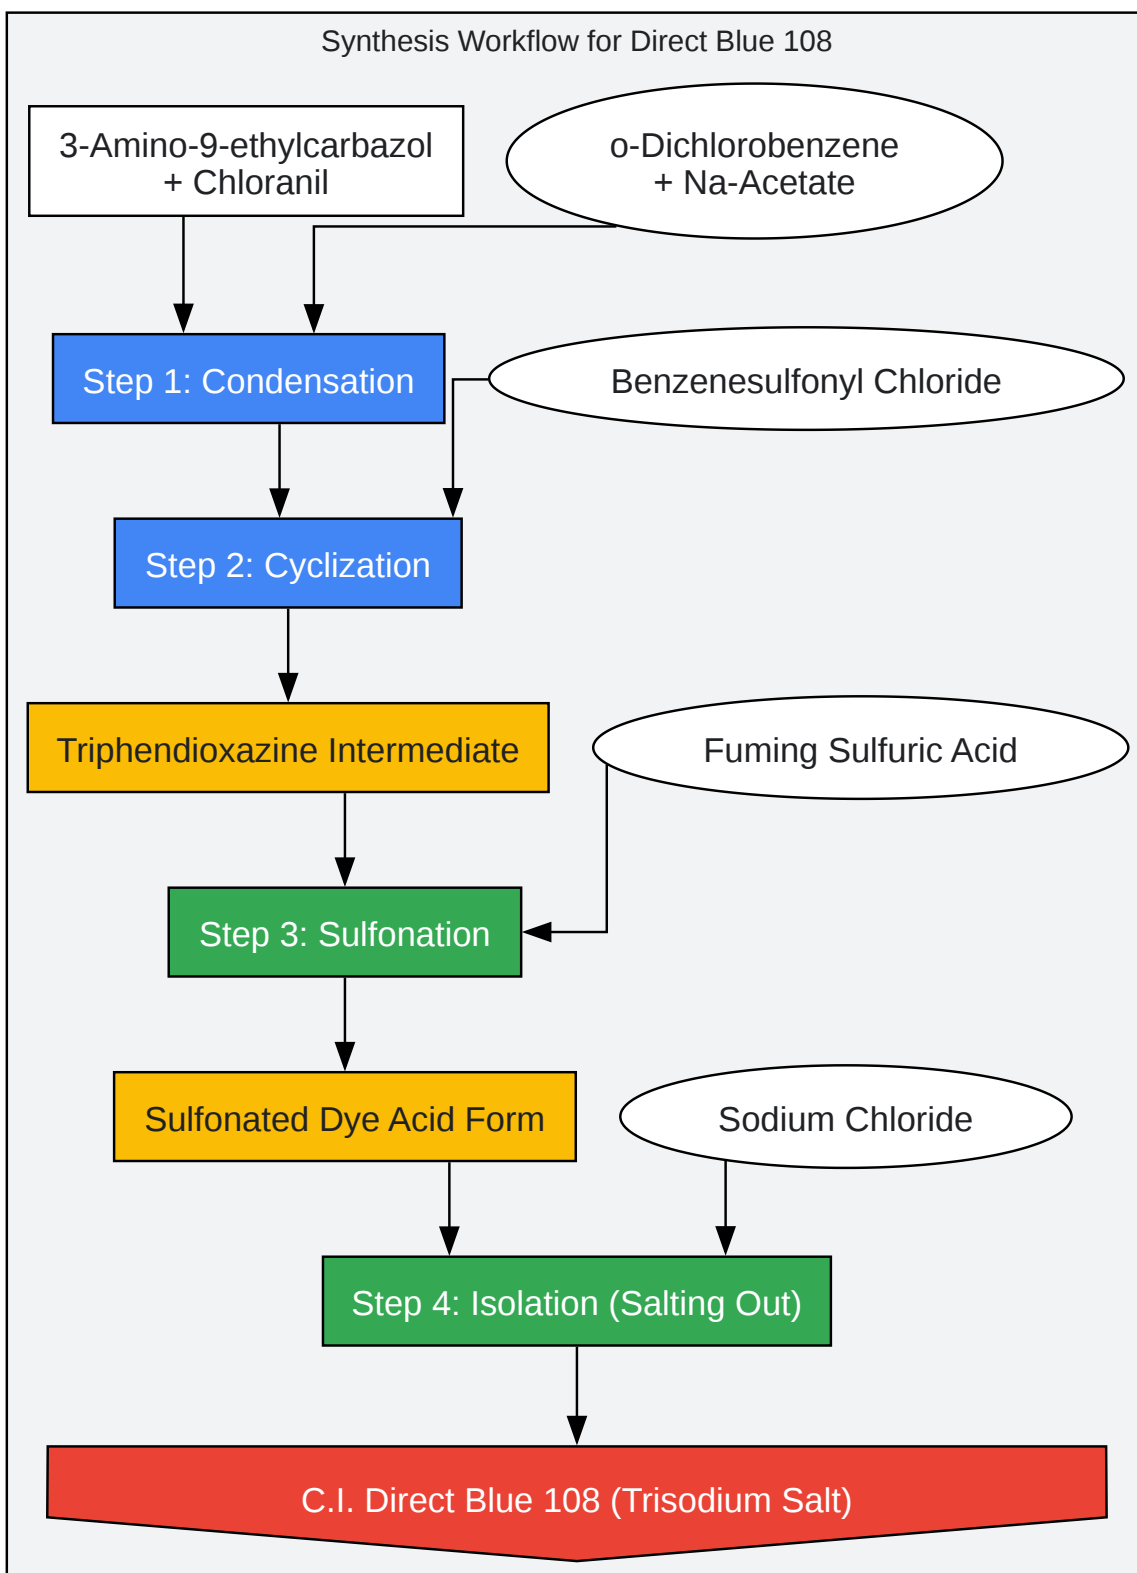 Synthesis Workflow for Direct Blue 108
3-Amino-9-ethylcarbazol
+ Chloranil
o-Dichlorobenzene
+ Na-Acetate
Step 1: Condensation
Benzenesulfonyl Chloride
Step 2: Cyclization
Triphendioxazine Intermediate
Fuming Sulfuric Acid
Step 3: Sulfonation
Sulfonated Dye Acid Form
Sodium Chloride
Step 4: Isolation (Salting Out)
C.I. Direct Blue 108 (Trisodium Salt)